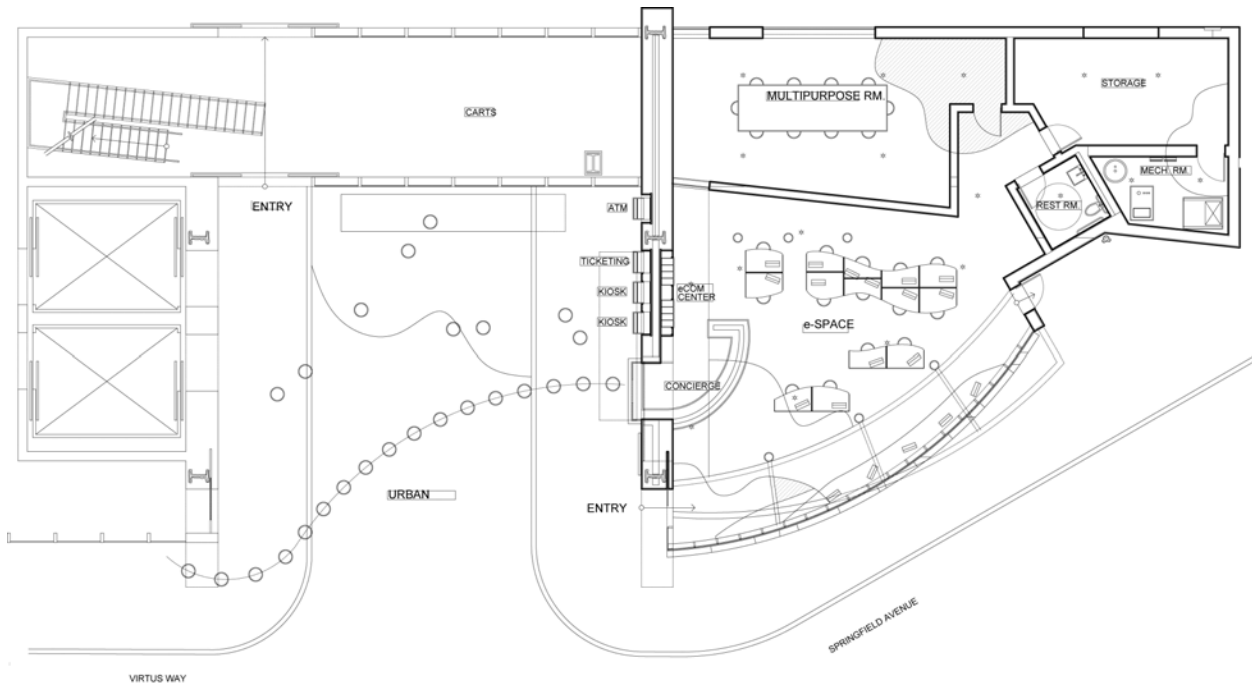 STORAGE
MULTIPURPOSE RM.
CARTS
MECH. RM.
ENTRY
ATM
REST RM.
TICKETING
KIOSK
eCOM
CENTER
KIOSK
e-SPACE
CONCIERGE
URBAN
ENTRY
SPRINGFIELD AVENUE
VIRTUS WAY